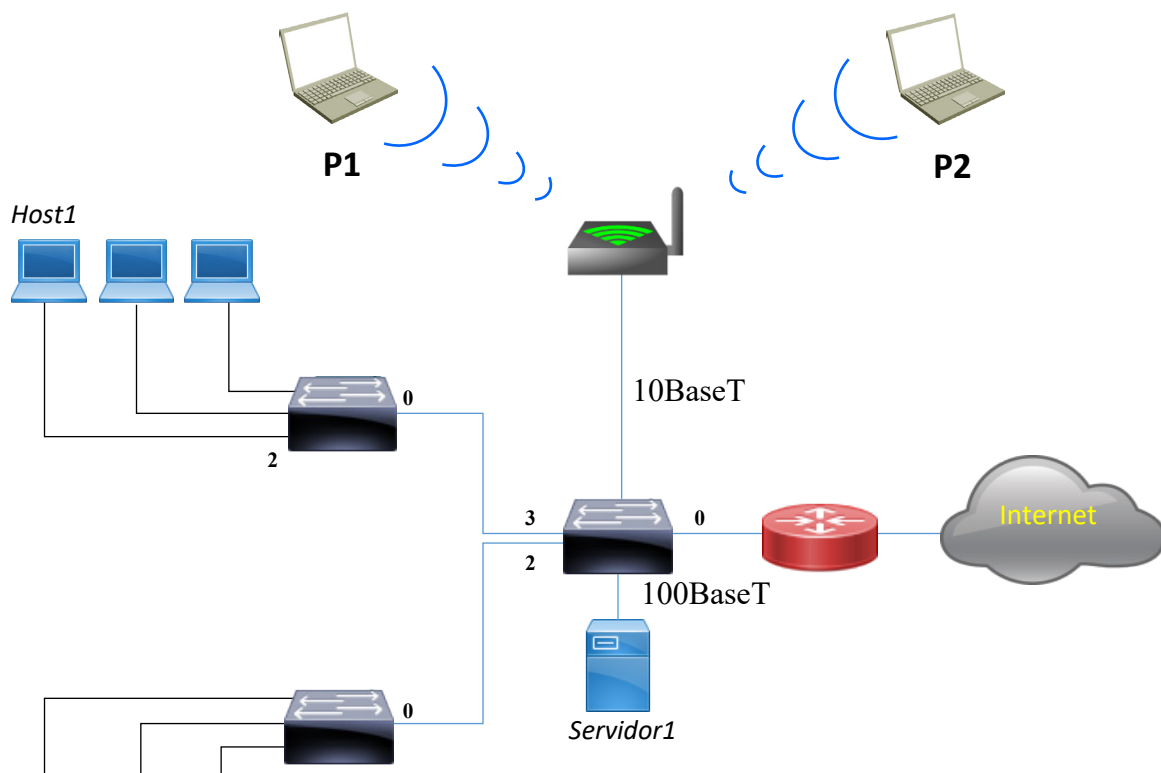 P1
P2
Host1
0
10BaseT
2
3
0
Internet
2
100BaseT
0
Servidor1